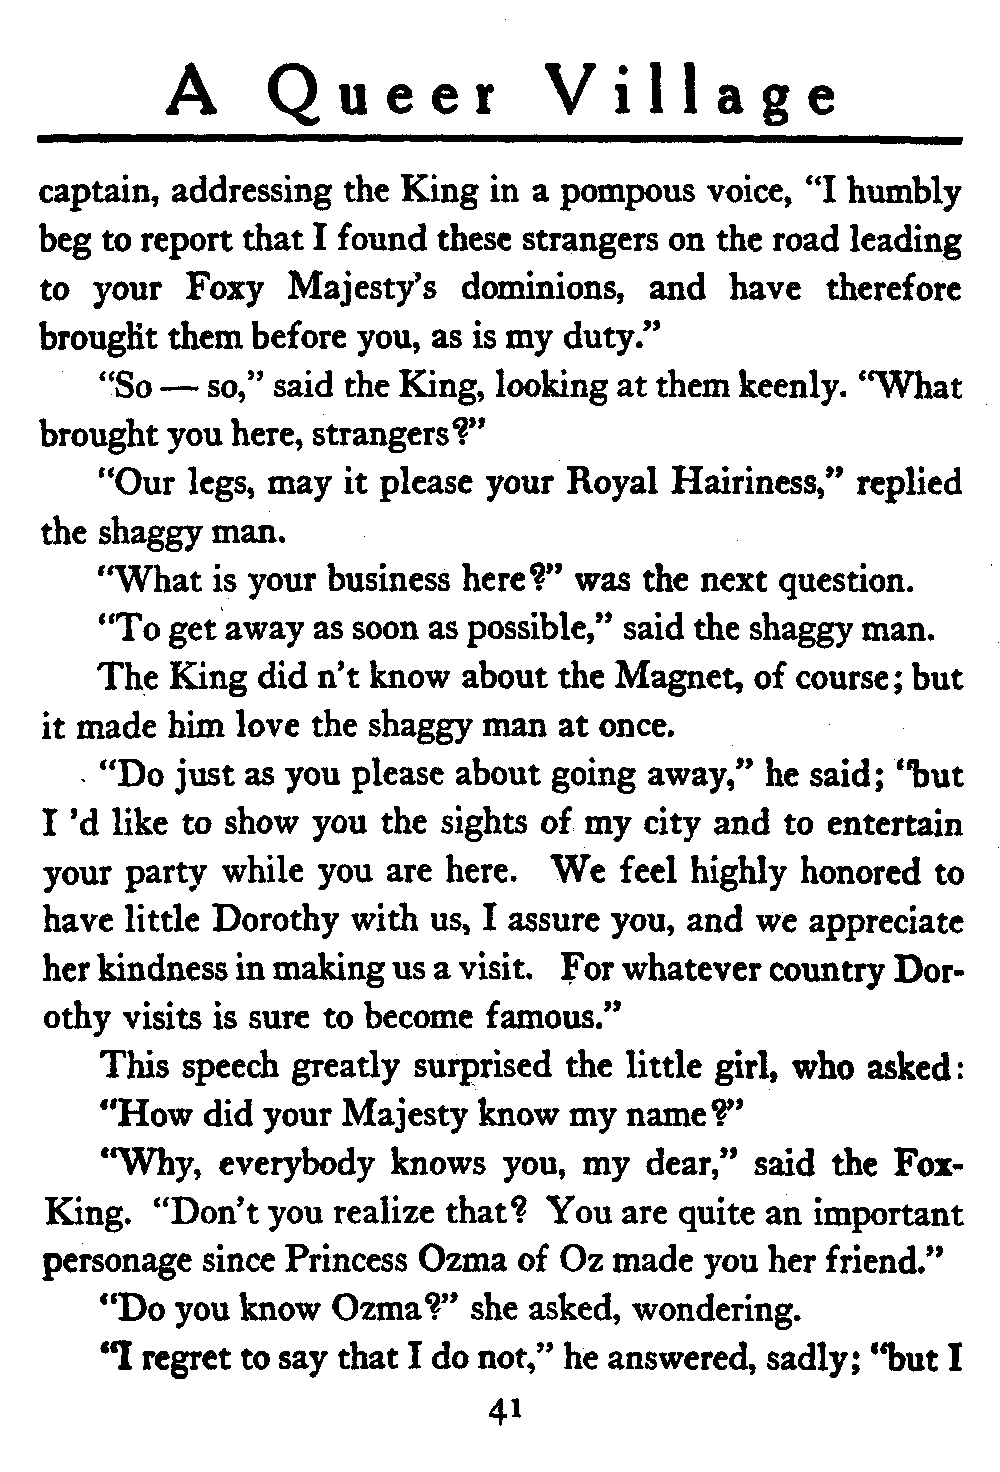 A Queer Village
captain, addressing the King in a pompous voice, “I humbly
beg to report that I found these strangers on the road leading
to your Foxy Majesty’s dominions, and have therefore
brought them before you, as is my duty.”
“So — so,” said the King, looking at them keenly. “What
brought you here, strangers?”
“Our legs, may it please your Royal Hairiness,” replied
the shaggy man.
“What is your business here?” was the next question.
“To get away as soon as possible,” said the shaggy man.
The King did n’t know about the Magnet, of course; but
it made him love the shaggy man at once.
“Do just as you please about going away,” he said; “but
I ’d like to show you the sights of my city and to entertain
your party while you are here. We feel highly honored to
have little Dorothy with us, I assure you, and we appreciate
her kindness in making us a visit. For whatever country Dor-
othy visits is sure to become famous.”
This speech greatly surprised the little girl, who asked:
“How did your Majesty know my name?”
“Why, everybody knows you, my dear,” said the Fox-
King. “Don’t you realize that? You are quite an important
personage since Princess Ozma of Oz made you her friend.”
“Do you know Ozma?” she asked, wondering.
“I regret to say that I do not,” he answered, sadly; “but I
41